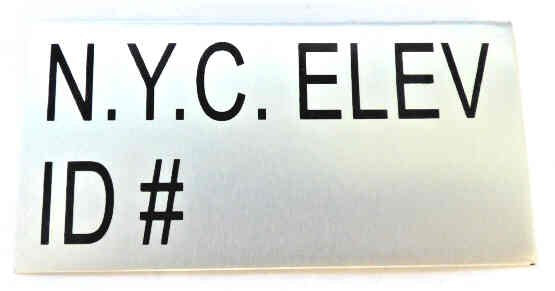 N.Y.C. ELEV
ID #